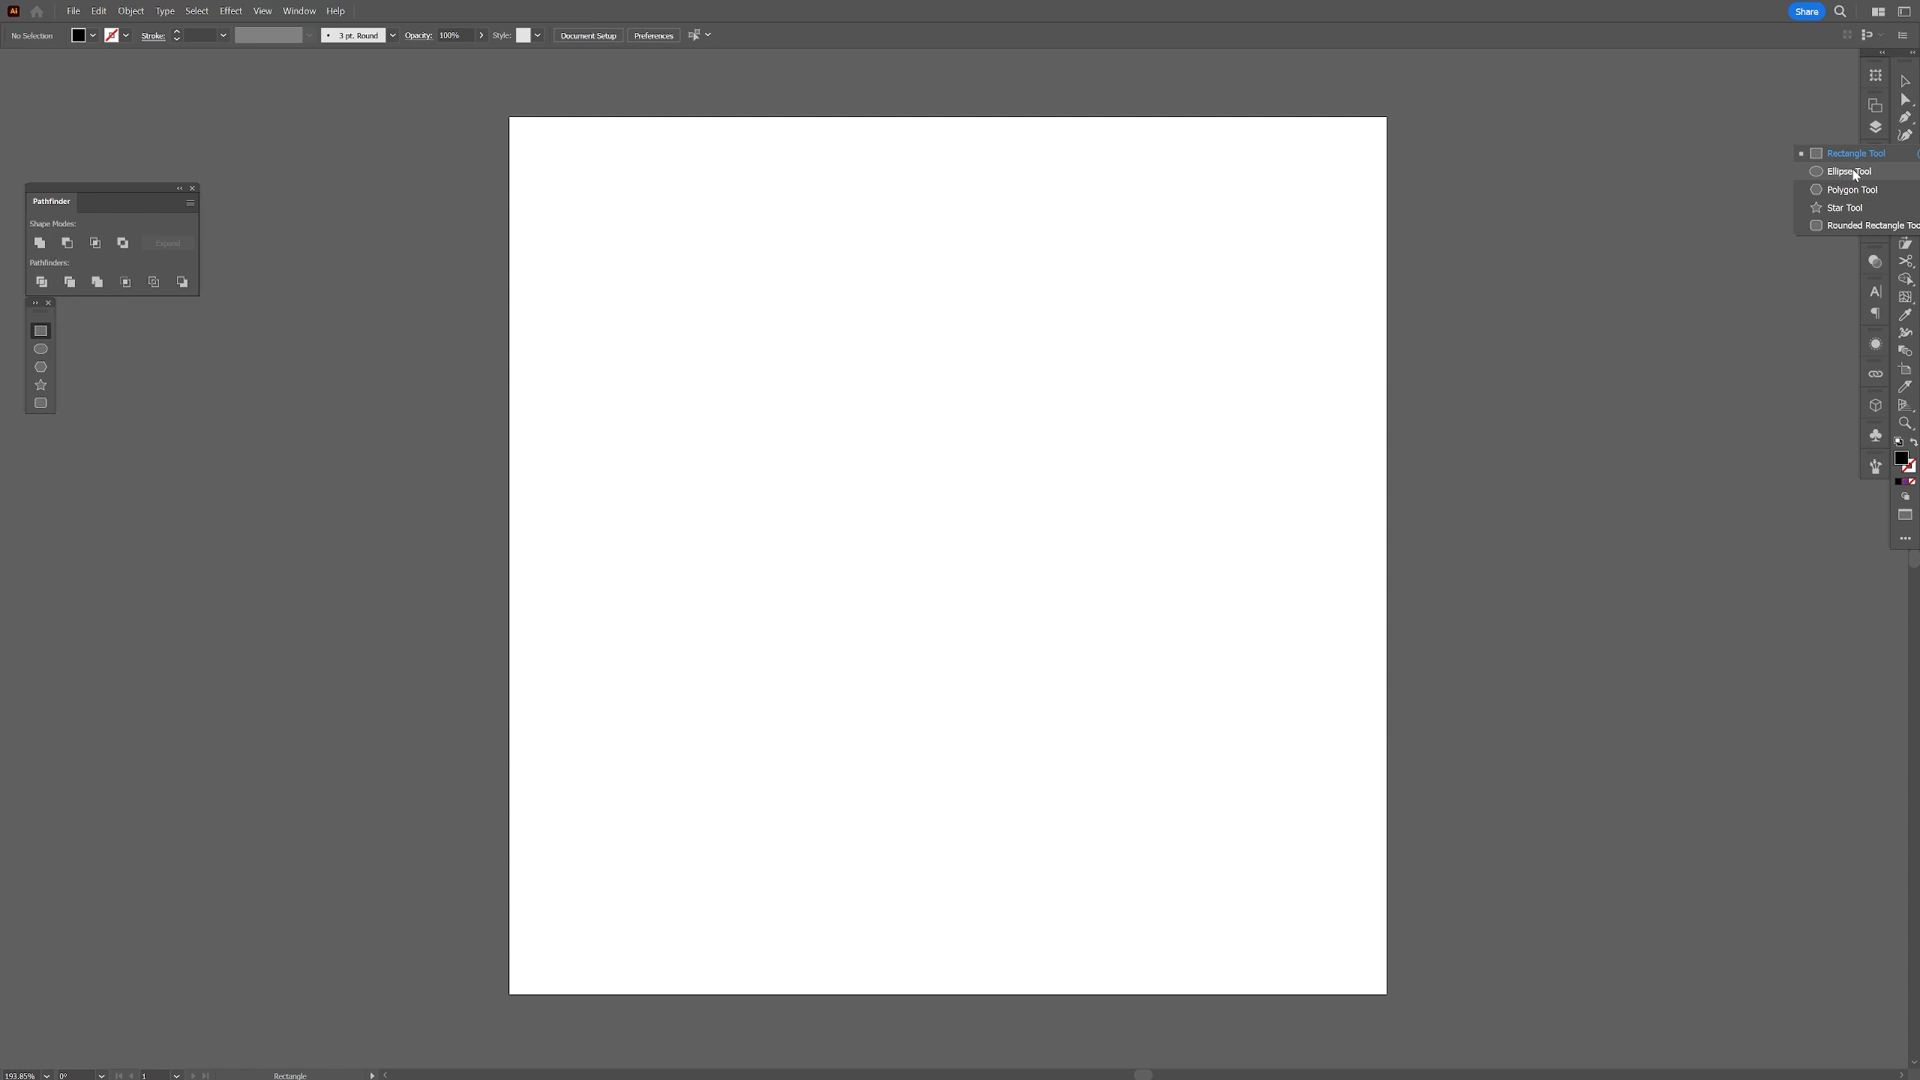 Ai File Edit Object Type Select Effect View Window Help Share
No Selection Stroke: 3 pt. Round Opacity: 100% Style: Document Setup Preferences
Rectangle Tool
Ellipse Tool
Polygon Tool
Star Tool
Rounded Rectangle Too
Pathfinder
Shape Modes:
Expand
Pathfinders:
193.85% 0° 1 Rectangle